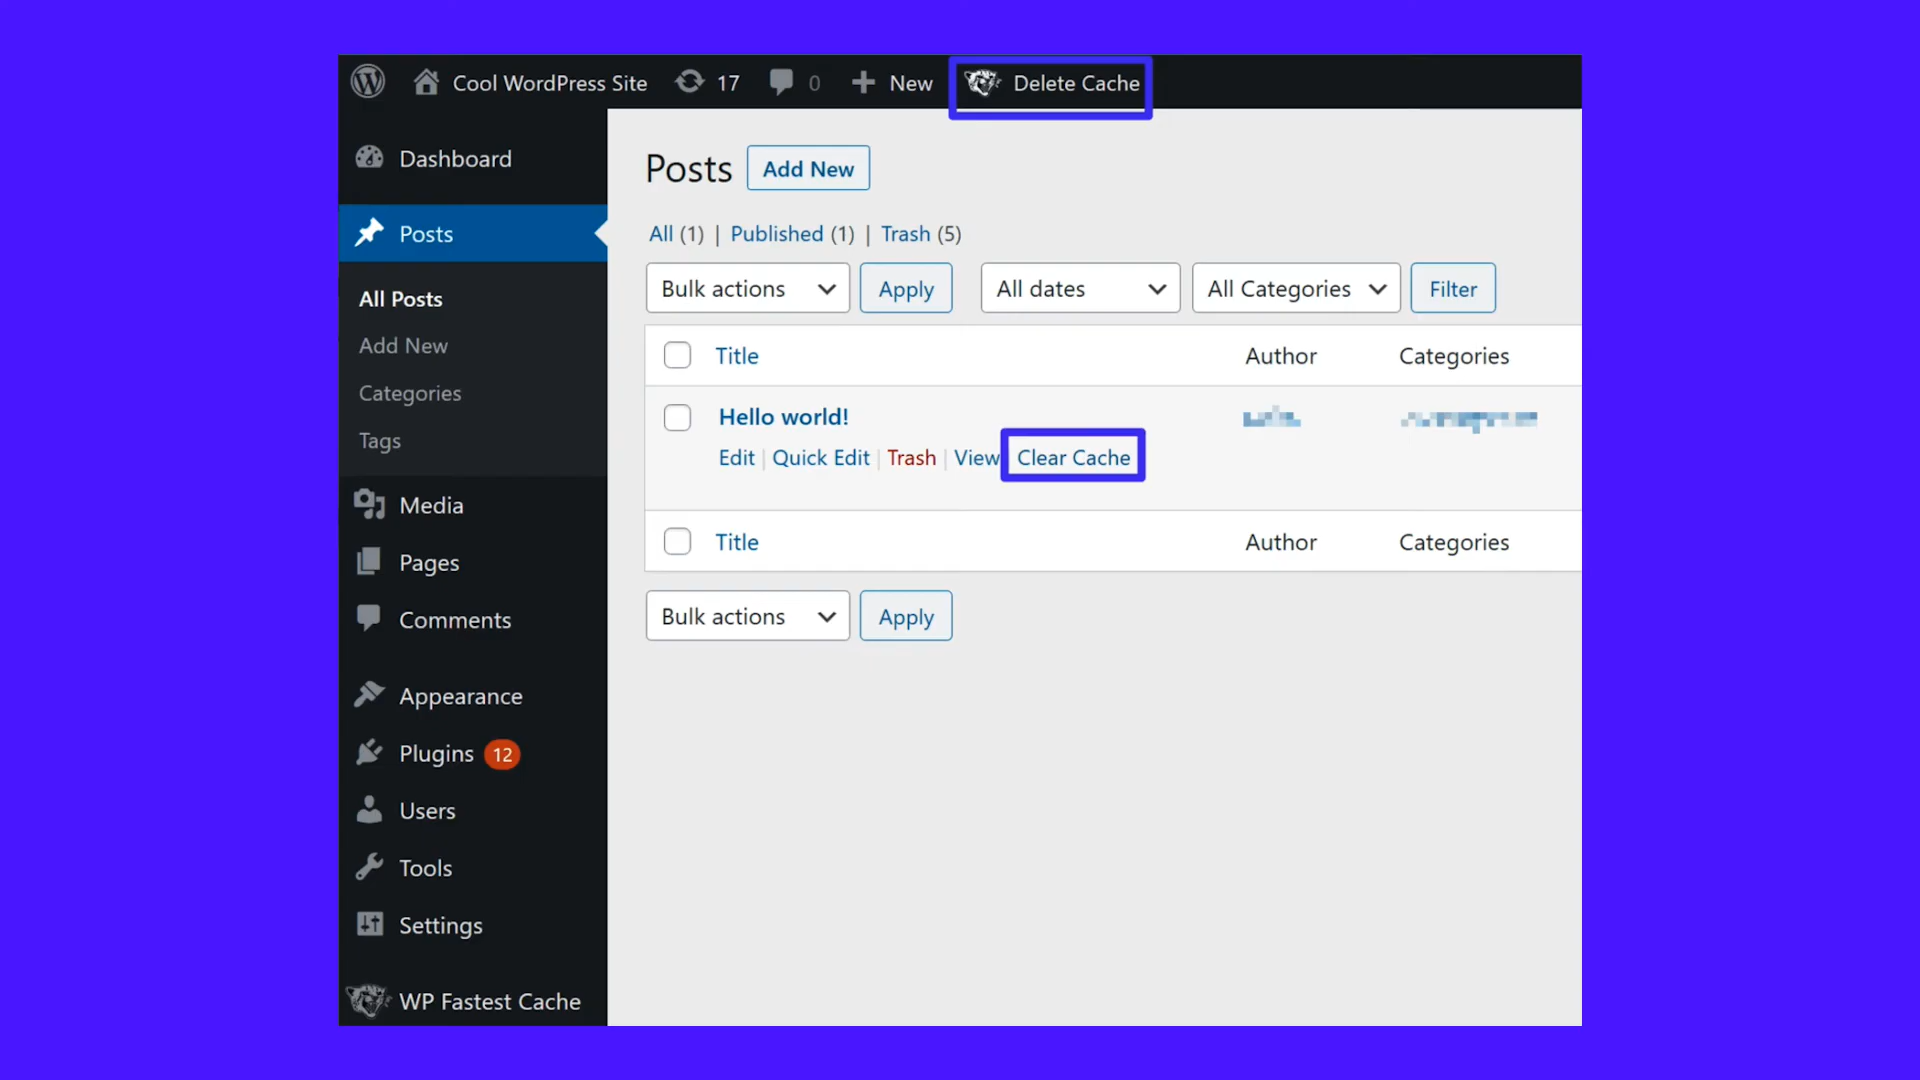 Cool WordPress Site 17 0 New Delete Cache
Dashboard
Posts
All Posts
Add New
Categories
Tags
Media
Pages
Comments
Appearance
Plugins 12
Users
Tools
Settings
WP Fastest Cache
Posts Add New
All (1) | Published (1) | Trash (5)
Bulk actions Apply All dates All Categories Filter
Title Author Categories
Hello world!
Edit | Quick Edit | Trash | View Clear Cache
Title Author Categories
Bulk actions Apply